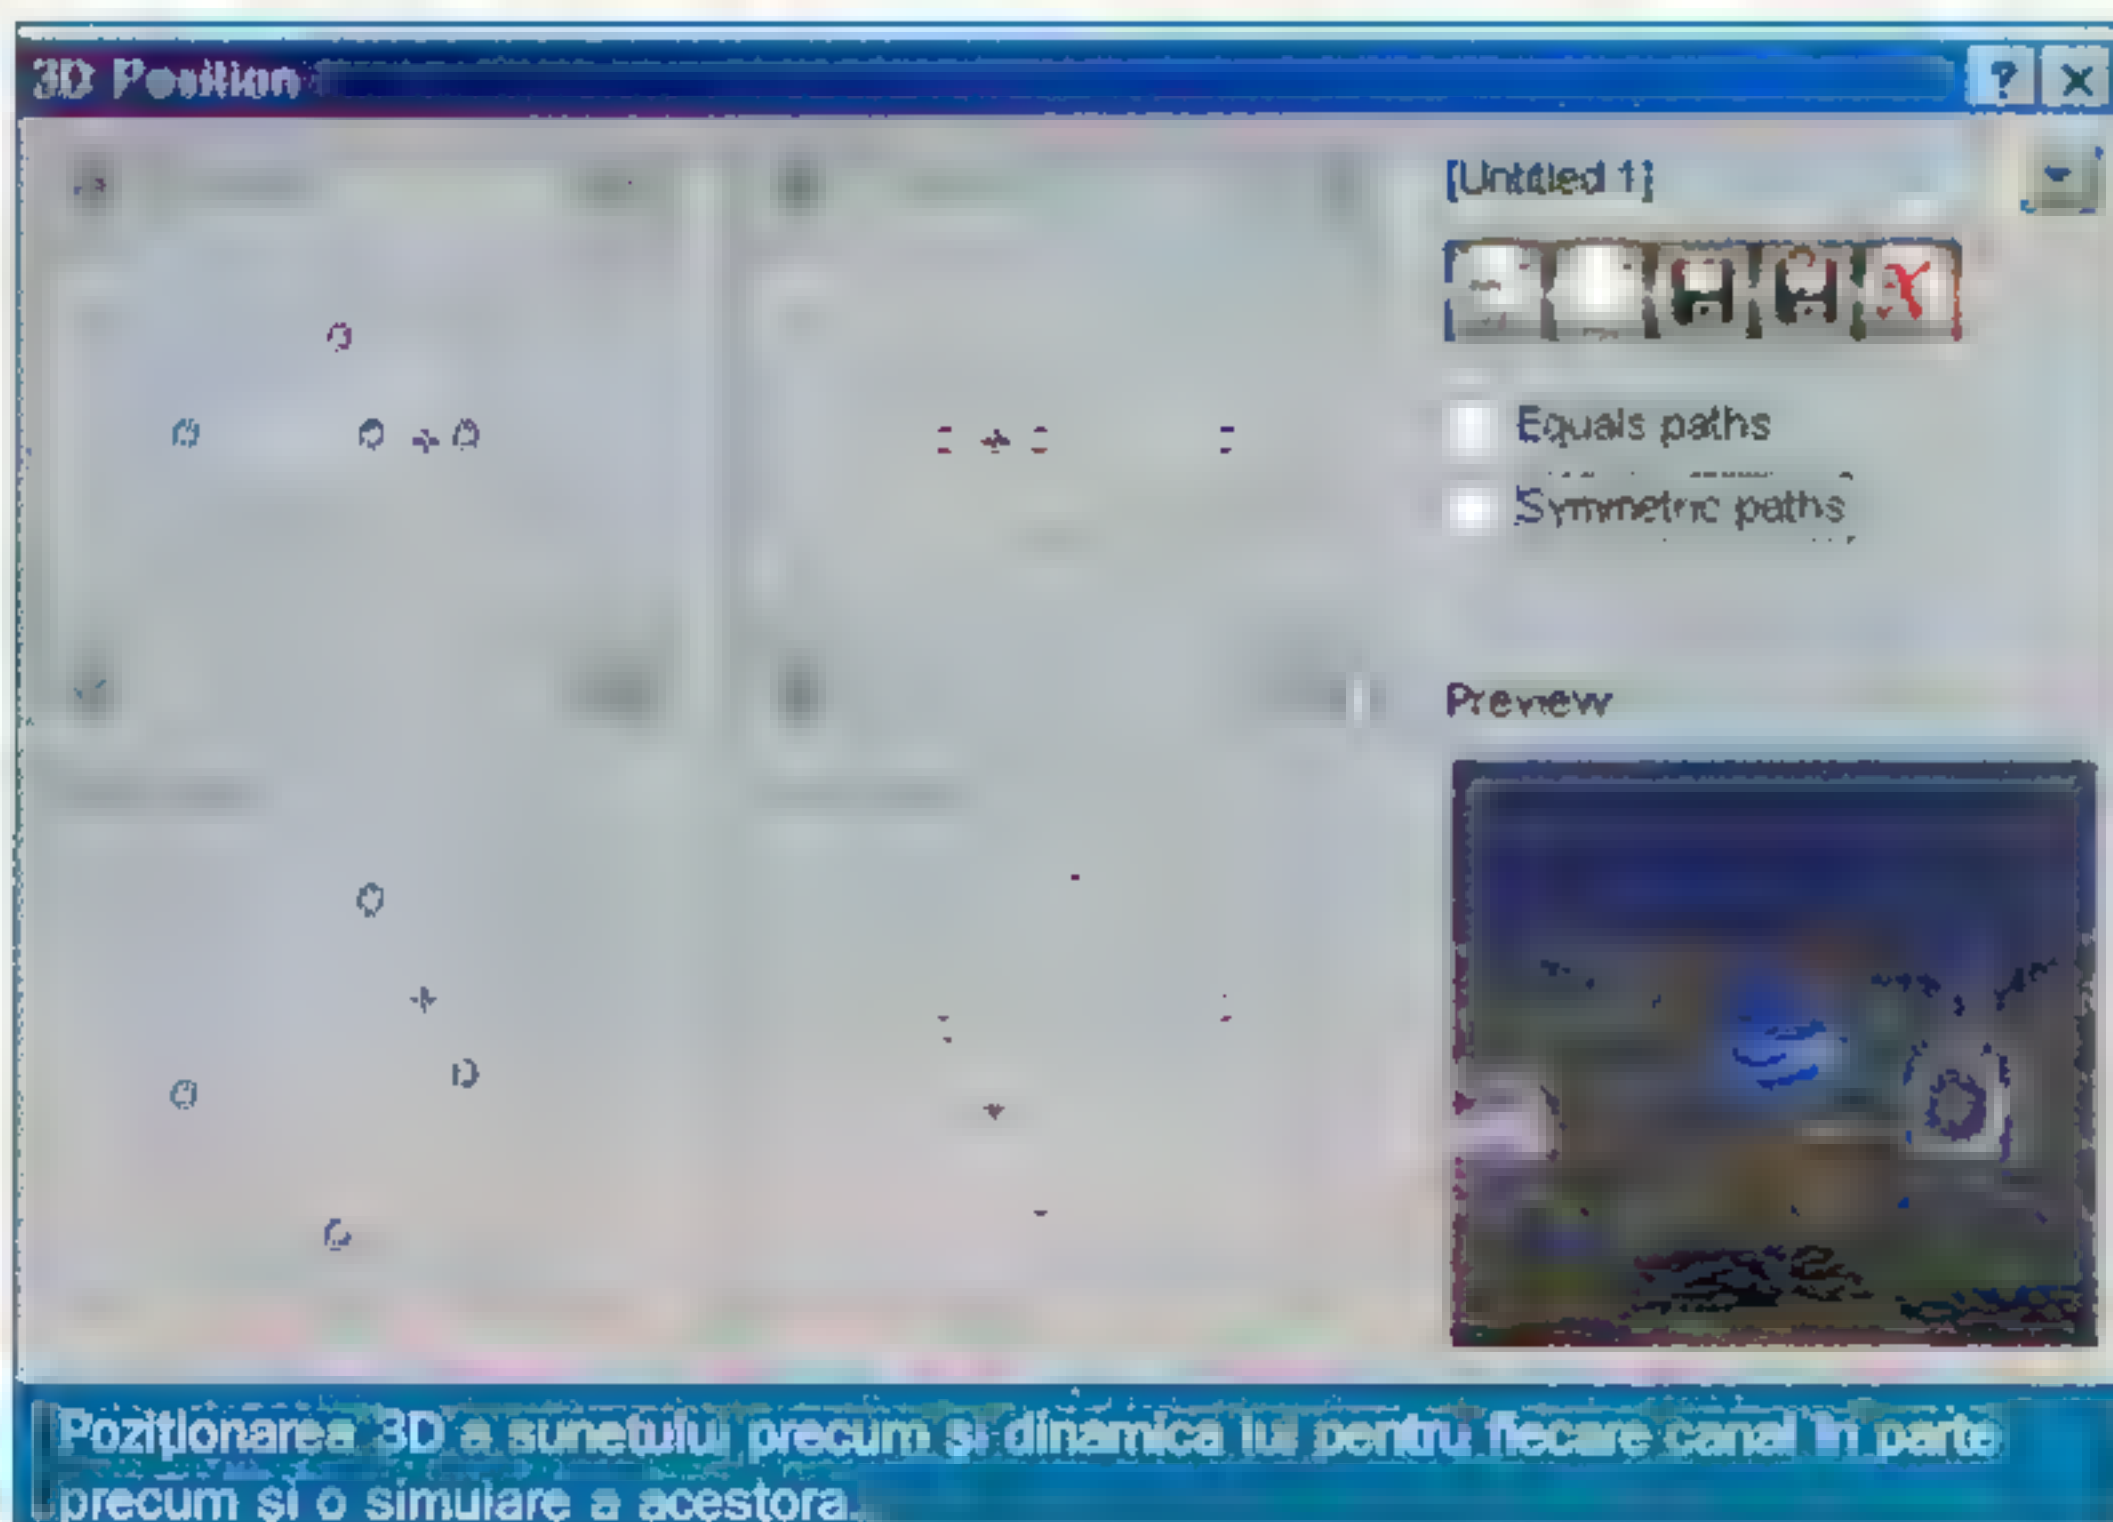 3D Position
[Untitled 1]
Equals paths
Symmetric paths
Preview
Poziţionarea 3D a sunetului precum şi dinamica lui pentru fiecare canal în parte
precum şi o simulare a acestora.